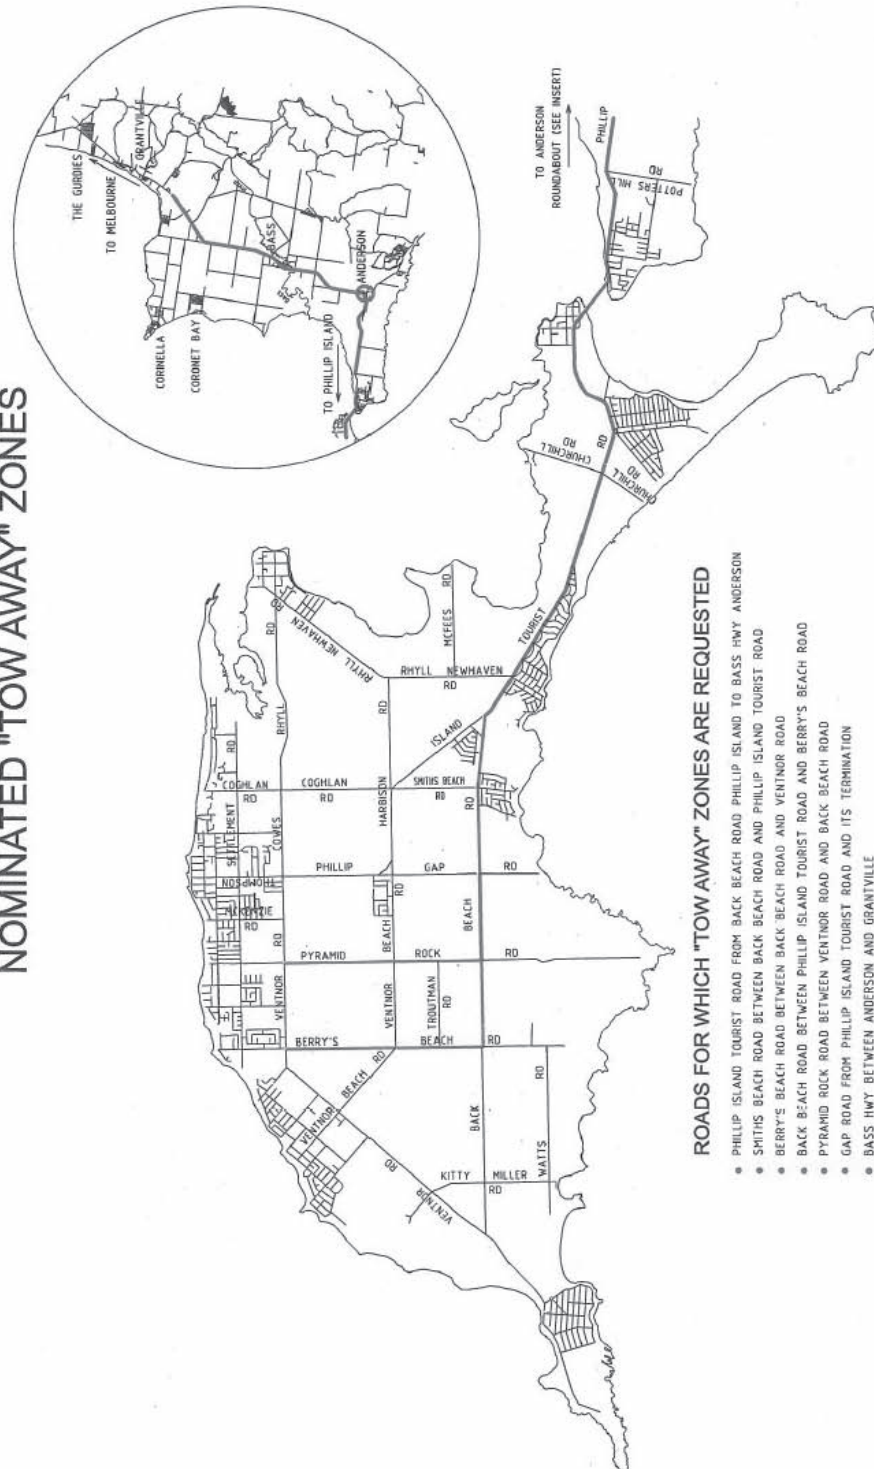 NOMINATED "TOW AWAY" ZONES
THE GURDIES
TO MELBOURNE
GRANTVILLE
CORINELLA
CORONET BAY
BASS
BASS
ANDERSON
TO PHILLIP ISLAND
TO ANDERSON
ROUNDABOUT (SEE INSERT)
PHILLIP
POTTERS HILL
RD
CHURCHILL
RD
RD
CHURCHILL
RD
TOURIST
ISLAND
MCFEES
RD
RHYLL NEWHAVEN
RD
RHYLL NEWHAVEN
RD
RHYLL
RD
COGHLAN
RD
COGHLAN
RD
SETTLEMENT
RD
COWES
RD
THOMPSON
MCKENZIE
RD
HARBISON
RD
SMITHS BEACH
RD
PHILLIP
GAP
RD
PYRAMID
ROCK
RD
VENTNOR
VENTNOR
BEACH
RD
TROUTMAN
RD
BERRY'S
BEACH
RD
BACK
BEACH
RD
VENTNOR
BEACH
RD
VENTNOR
RD
KITTY
MILLER
RD
WATTS
RD
ROADS FOR WHICH "TOW AWAY" ZONES ARE REQUESTED
• PHILLIP ISLAND TOURIST ROAD FROM BACK BEACH ROAD PHILLIP ISLAND TO BASS HWY ANDERSON
• SMITHS BEACH ROAD BETWEEN BACK BEACH ROAD AND PHILLIP ISLAND TOURIST ROAD
• BERRY'S BEACH ROAD BETWEEN BACK BEACH ROAD AND VENTNOR ROAD
• BACK BEACH ROAD BETWEEN PHILLIP ISLAND TOURIST ROAD AND BERRY'S BEACH ROAD
• PYRAMID ROCK ROAD BETWEEN VENTNOR ROAD AND BACK BEACH ROAD
• GAP ROAD FROM PHILLIP ISLAND TOURIST ROAD AND ITS TERMINATION
• BASS HWY BETWEEN ANDERSON AND GRANTVILLE